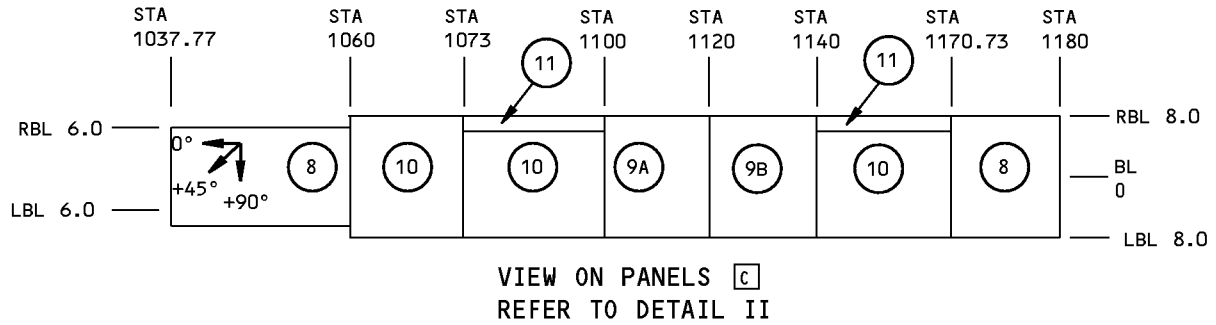 STA STA STA STA STA STA STA STA
1037.77 1060 1073 1100 1120 1140 1170.73 1180
11 11
RBL 6.0 RBL 8.0
0° 8 10 10 9A 9B 10 8 BL
+45° 0
+90°
LBL 6.0
LBL 8.0
VIEW ON PANELS C
REFER TO DETAIL II